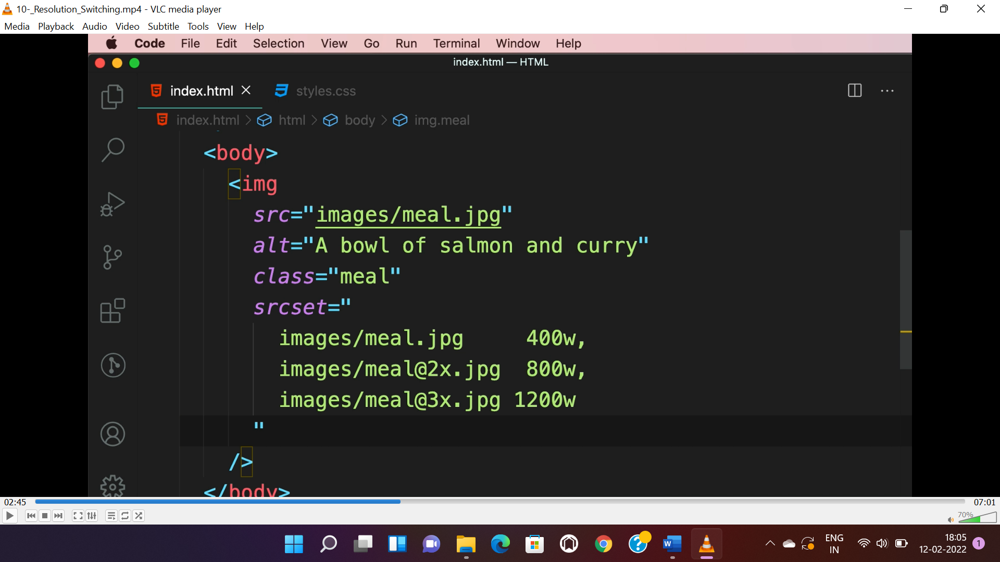 10-_Resolution_Switching.mp4 - VLC media player
Media Playback Audio Video Subtitle Tools View Help
Code File Edit Selection View Go Run Terminal Window Help
index.html — HTML
index.html styles.css
index.html > html > body > img.meal
<body>
<img
src="images/meal.jpg"
alt="A bowl of salmon and curry"
class="meal"
srcset="
images/meal.jpg 400w,
images/meal@2x.jpg 800w,
images/meal@3x.jpg 1200w
"
/>
</body>
02:45 07:01
70%
ENG 18:05
IN 12-02-2022 1